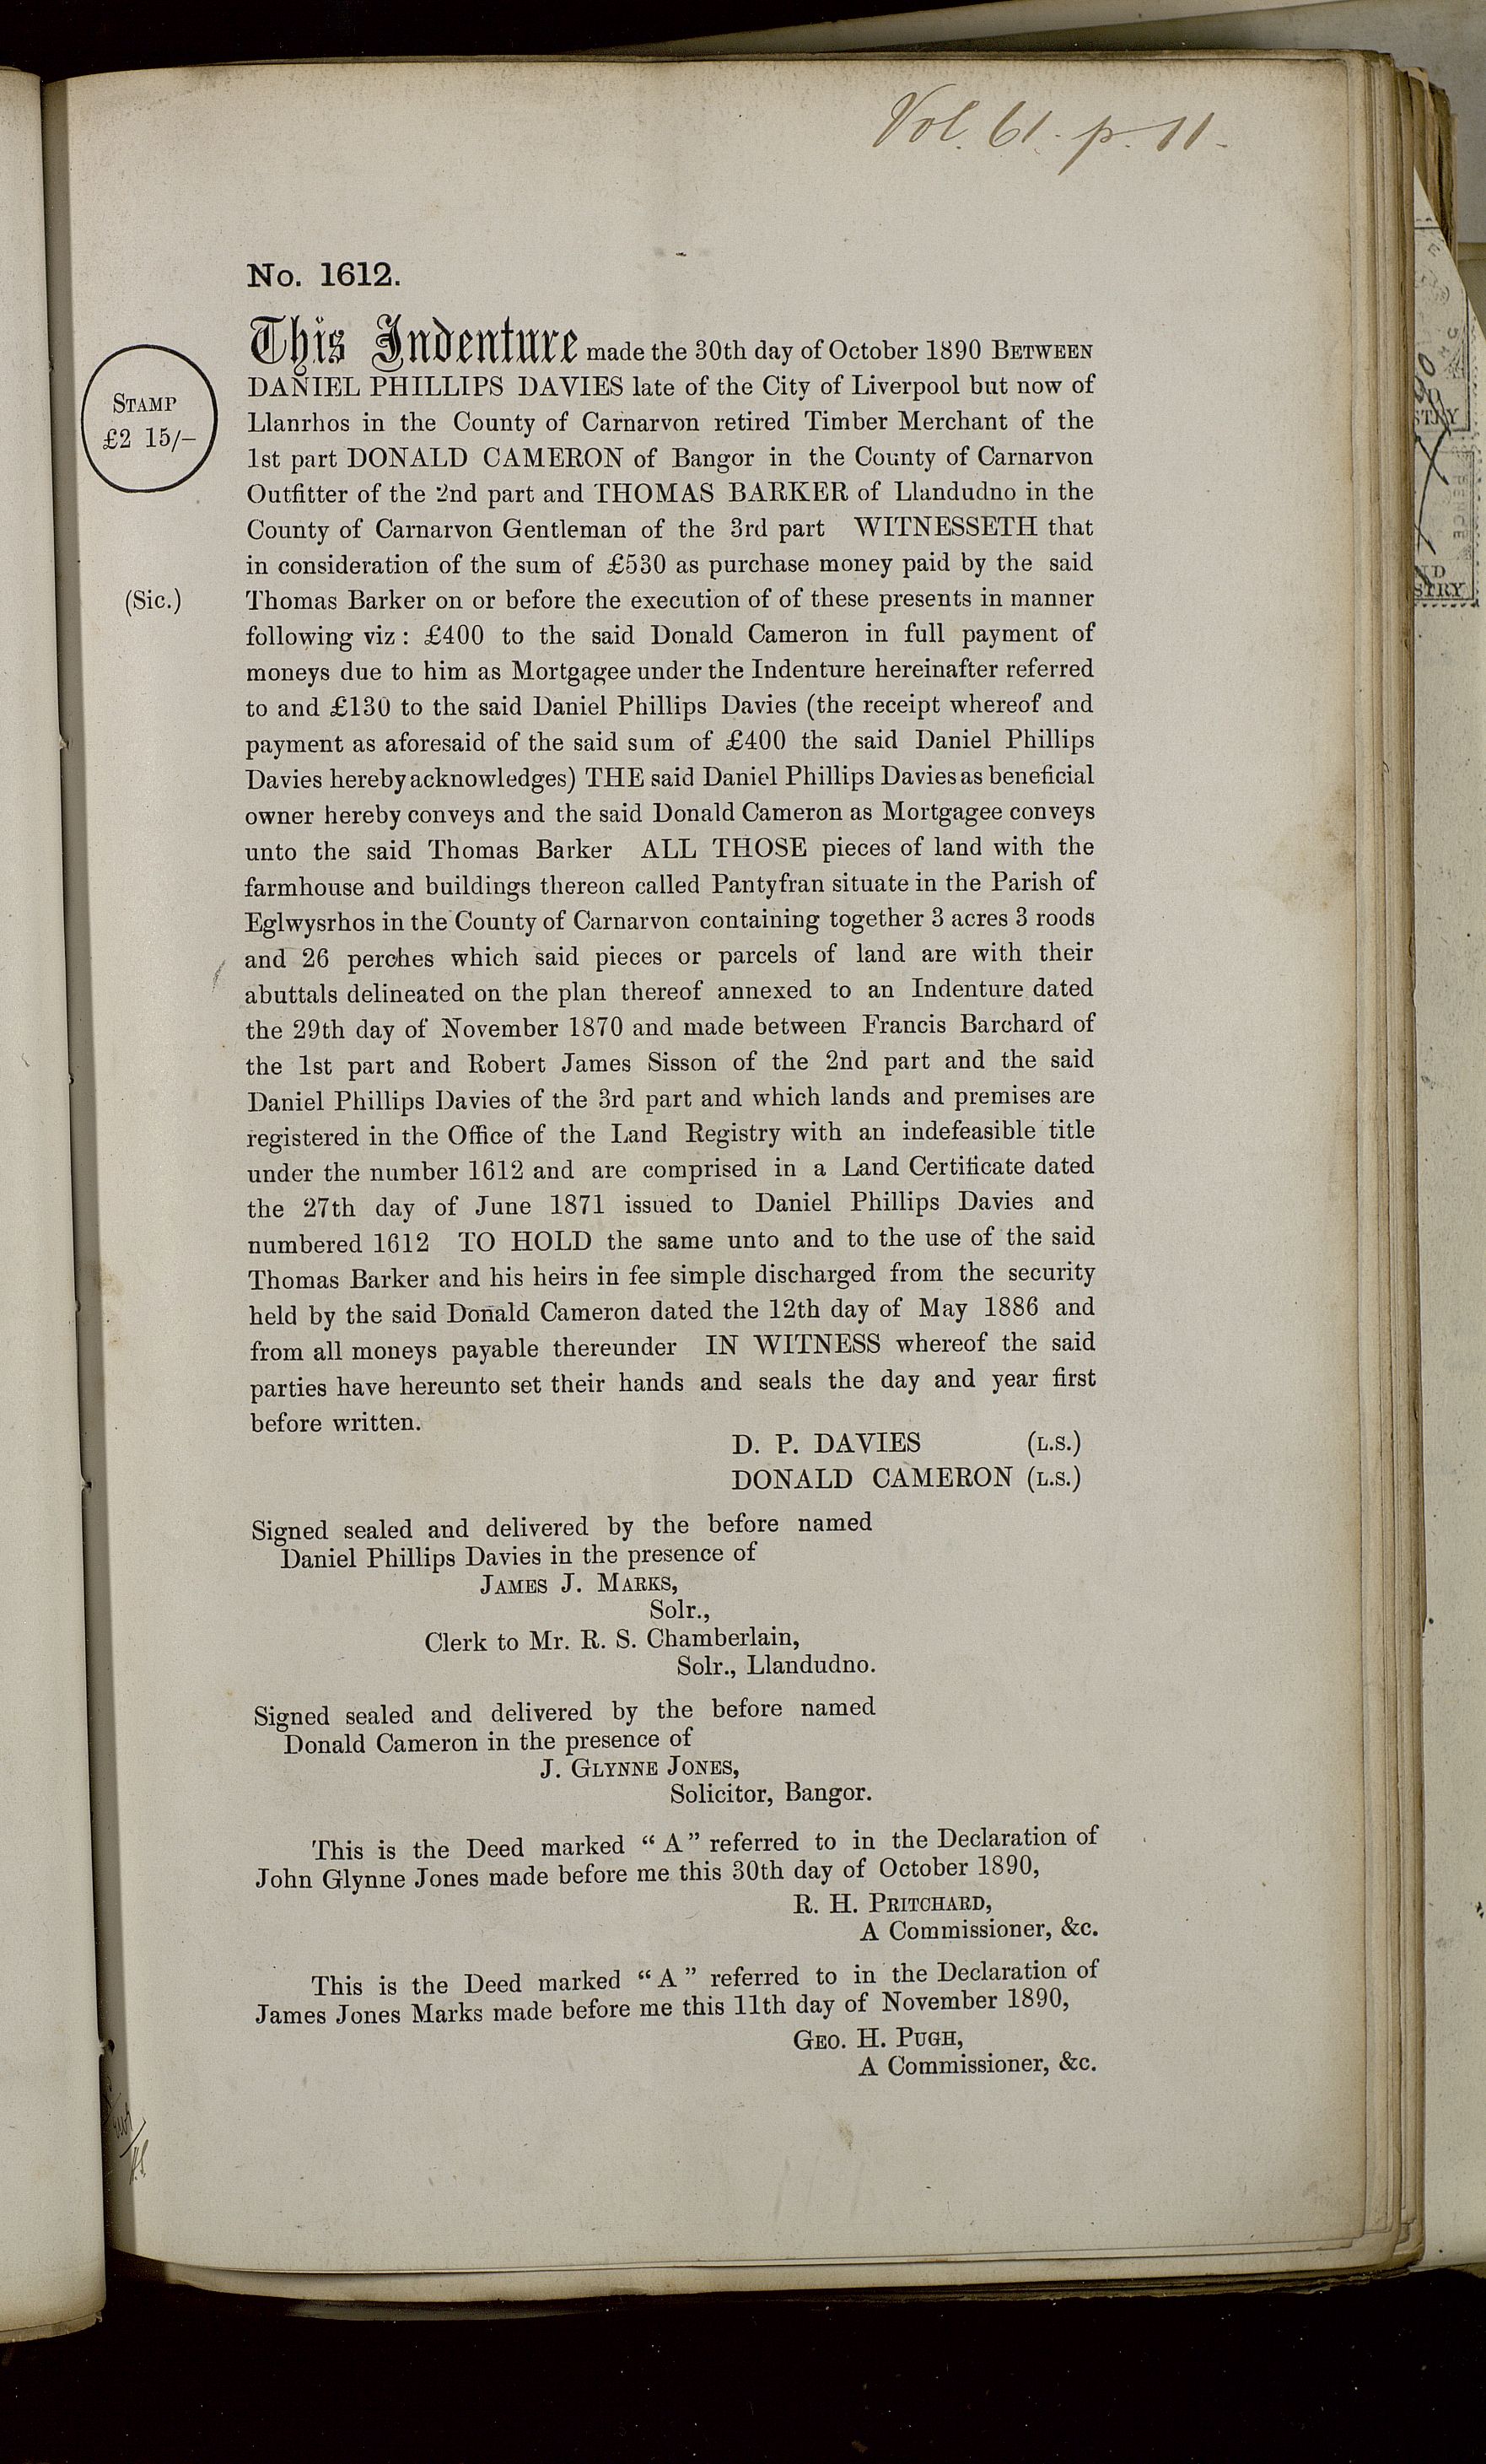 Vol. 61. p. 11.
No. 1612.
This Indenture made the 30th day of October 1890 BETWEEN
DANIEL PHILLIPS DAVIES late of the City of Liverpool but now of
STAMP
£2 15/–
Llanrhos in the County of Carnarvon retired Timber Merchant of the
1st part DONALD CAMERON of Bangor in the County of Carnarvon
Outfitter of the 2nd part and THOMAS BARKER of Llandudno in the
County of Carnarvon Gentleman of the 3rd part WITNESSETH that
in consideration of the sum of £530 as purchase money paid by the said
(Sic.)
Thomas Barker on or before the execution of of these presents in manner
following viz : £400 to the said Donald Cameron in full payment of
moneys due to him as Mortgagee under the Indenture hereinafter referred
to and £130 to the said Daniel Phillips Davies (the receipt whereof and
payment as aforesaid of the said sum of £400 the said Daniel Phillips
Davies hereby acknowledges) THE said Daniel Phillips Davies as beneficial
owner hereby conveys and the said Donald Cameron as Mortgagee conveys
unto the said Thomas Barker ALL THOSE pieces of land with the
farmhouse and buildings thereon called Pantyfran situate in the Parish of
Eglwysrhos in the County of Carnarvon containing together 3 acres 3 roods
and 26 perches which said pieces or parcels of land are with their
abuttals delineated on the plan thereof annexed to an Indenture dated
the 29th day of November 1870 and made between Francis Barchard of
the 1st part and Robert James Sisson of the 2nd part and the said
Daniel Phillips Davies of the 3rd part and which lands and premises are
registered in the Office of the Land Registry with an indefeasible title
under the number 1612 and are comprised in a Land Certificate dated
the 27th day of June 1871 issued to Daniel Phillips Davies and
numbered 1612 TO HOLD the same unto and to the use of the said
Thomas Barker and his heirs in fee simple discharged from the security
held by the said Donald Cameron dated the 12th day of May 1886 and
from all moneys payable thereunder IN WITNESS whereof the said
parties have hereunto set their hands and seals the day and year first
before written.
D. P. DAVIES (L.S.)
DONALD CAMERON (L.S.)
Signed sealed and delivered by the before named
Daniel Phillips Davies in the presence of
JAMES J. MARKS,
Solr.,
Clerk to Mr. R. S. Chamberlain,
Solr., Llandudno.
Signed sealed and delivered by the before named
Donald Cameron in the presence of
J. GLYNNE JONES,
Solicitor, Bangor.
This is the Deed marked “ A ” referred to in the Declaration of
John Glynne Jones made before me this 30th day of October 1890,
R. H. PRITCHARD,
A Commissioner, &c.
This is the Deed marked “ A ” referred to in the Declaration of
James Jones Marks made before me this 11th day of November 1890,
GEO. H. PUGH,
A Commissioner, &c.